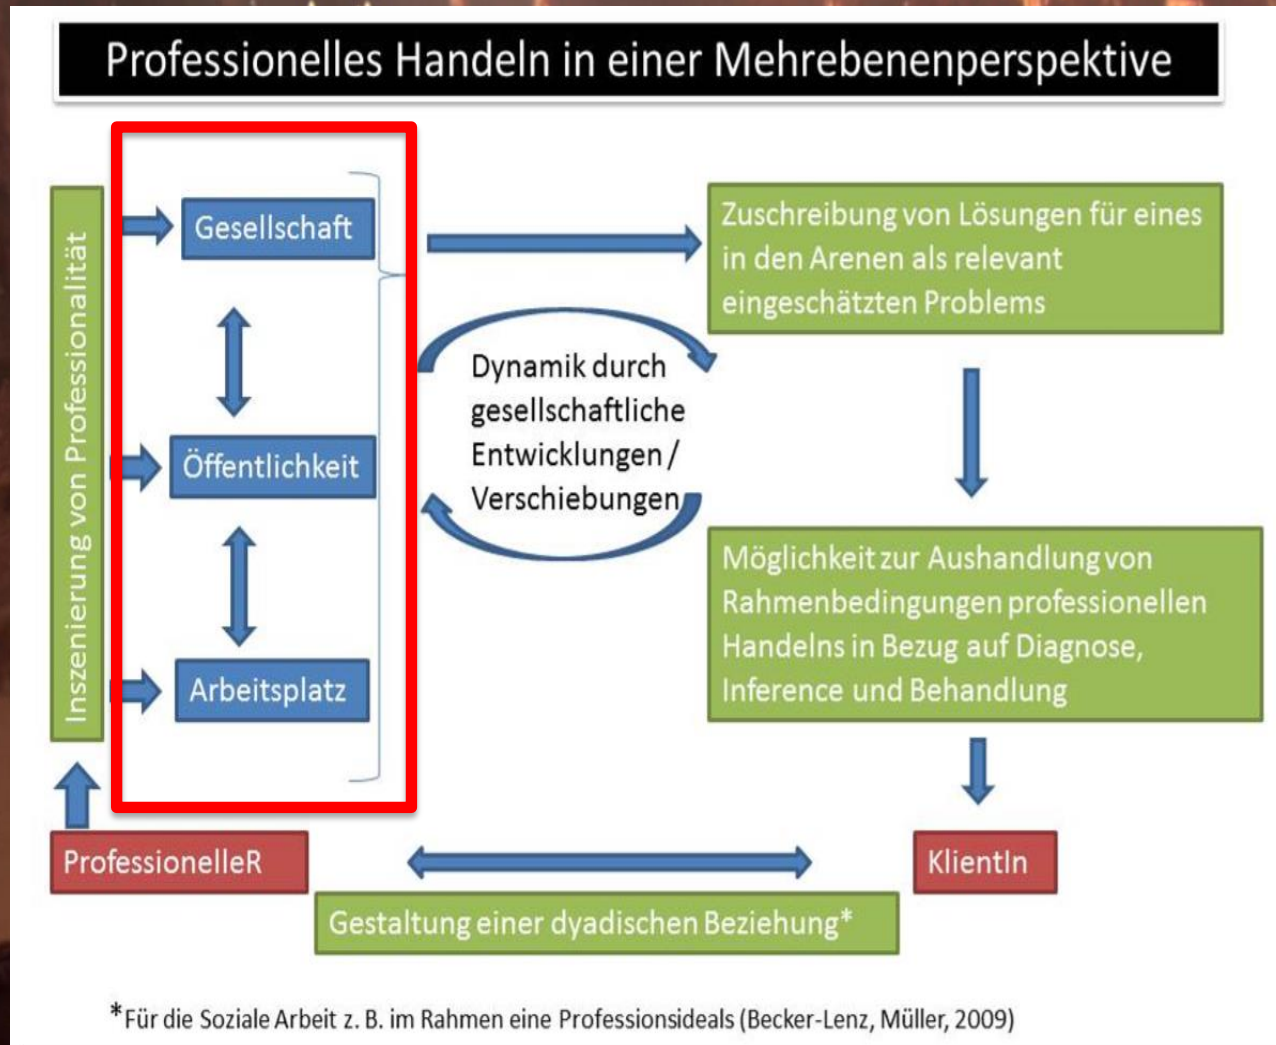 Professionelles Handeln in einer Mehrebenenperspektive
Inszenierung von Professionalität
Gesellschaft
Öffentlichkeit
Arbeitsplatz
Dynamik durch
gesellschaftliche
Entwicklungen /
Verschiebungen
Zuschreibung von Lösungen für eines
in den Arenen als relevant
eingeschätzten Problems
Möglichkeit zur Aushandlung von
Rahmenbedingungen professionellen
Handelns in Bezug auf Diagnose,
Inference und Behandlung
ProfessionelleR
KlientIn
Gestaltung einer dyadischen Beziehung*
*Für die Soziale Arbeit z. B. im Rahmen eine Professionsideals (Becker-Lenz, Müller, 2009)